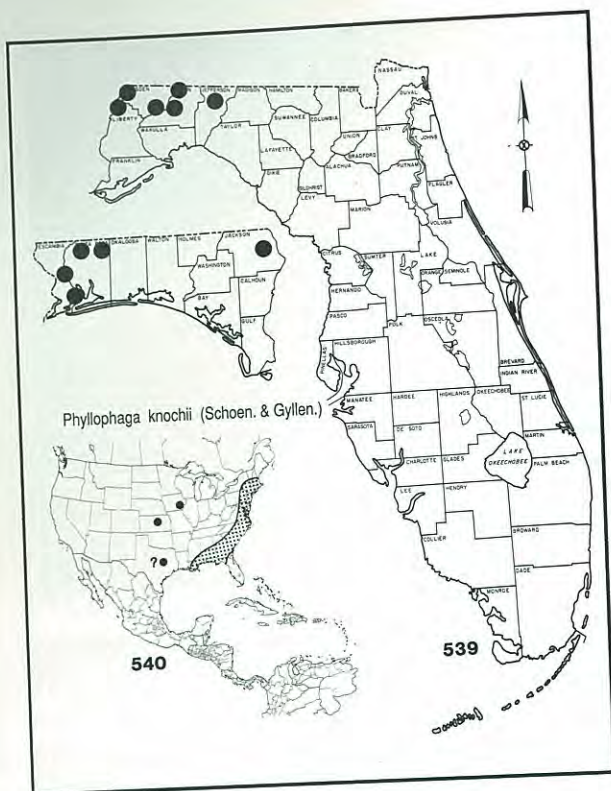 NASSAU
JEFFERSON
MADISON
HAMILTON
BAKER
DUVAL
LIBERTY
WAKULLA
TAYLOR
SUWANNEE
COLUMBIA
UNION
CLAY
ST JOHNS
FRANKLIN
LAFAYETTE
BRADFORD
DIXIE
GILCHRIST
ALACHUA
PUTNAM
FLAGLER
LEVY
MARION
VOLUSIA
ESCAMBIA
OKALOOSA
WALTON
HOLMES
JACKSON
WASHINGTON
BAY
CALHOUN
GULF
CITRUS
SUMTER
LAKE
ORANGE
SEMINOLE
HERNANDO
PASCO
POLK
OSCEOLA
BREVARD
PINELLAS
HILLSBOROUGH
INDIAN RIVER
MANATEE
HARDEE
HIGHLANDS
OKEECHOBEE
ST LUCIE
SARASOTA
DE SOTO
MARTIN
CHARLOTTE
GLADES
LAKE
OKEECHOBEE
PALM BEACH
LEE
HENDRY
COLLIER
BROWARD
DADE
MONROE
Phyllophaga knochii (Schoen. & Gyllen.)
?
540
539